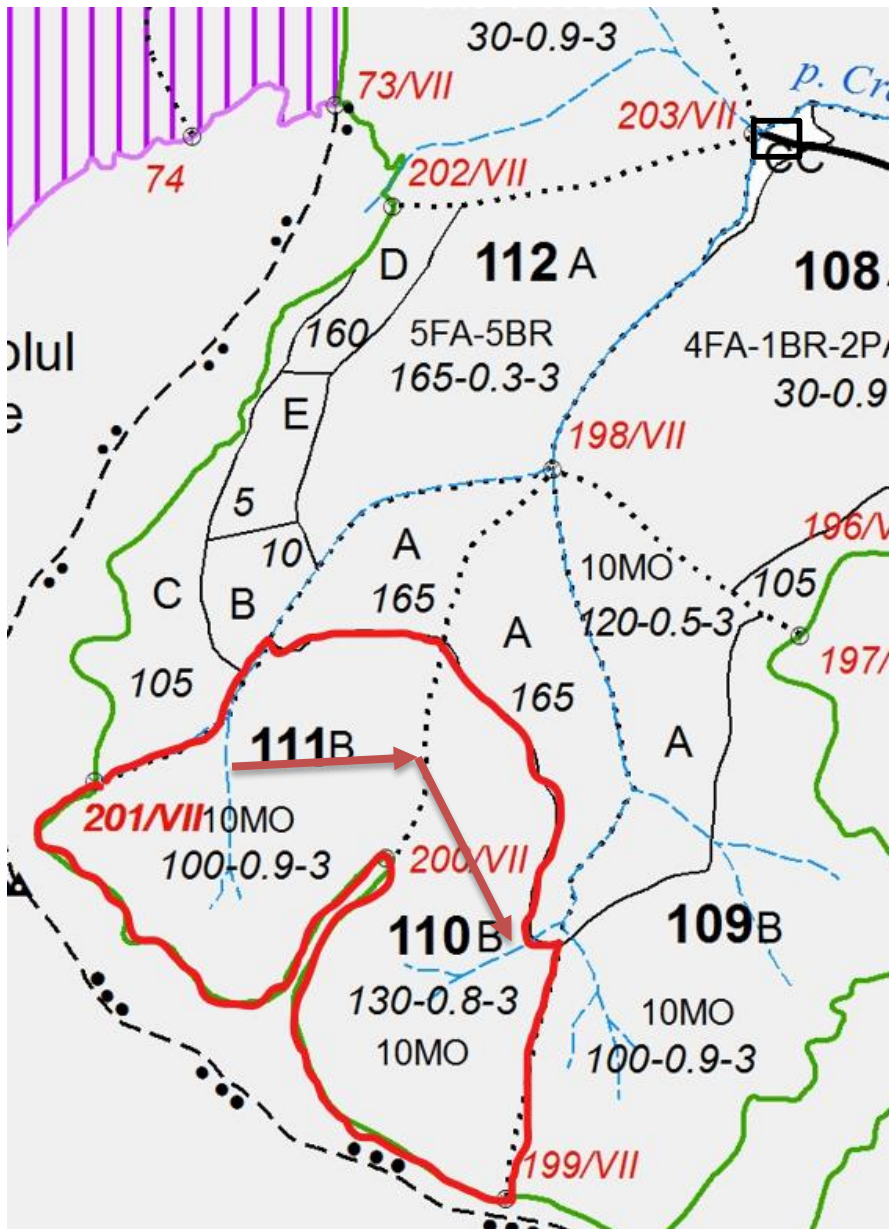 30-0.9-3
73/VII
p. Cr
203/VII
74
202/VII
CC
D
112 A
108
160
5FA-5BR
165-0.3-3
4FA-1BR-2PA
30-0.9
olul
e
E
198/VII
5
10
A
196/V
10MO
105
C
B
165
120-0.5-3
A
197/
105
165
111B
A
201/VII
10MO
100-0.9-3
200/VII
110 B
109B
130-0.8-3
10MO
10MO
100-0.9-3
199/VII